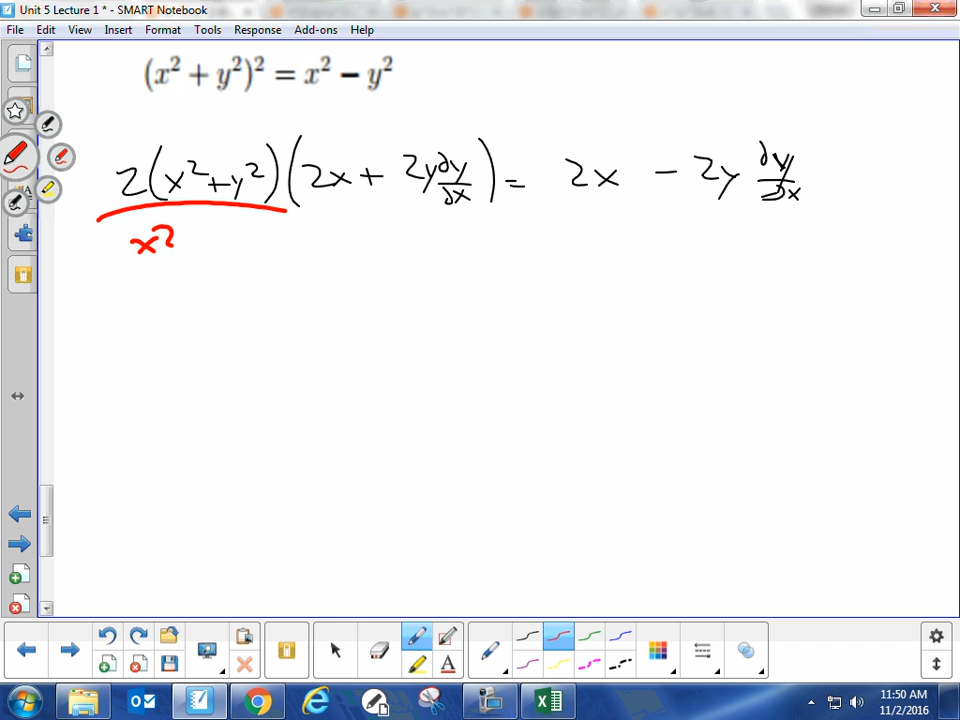 Unit 5 Lecture 1 * - SMART Notebook
File Edit View Insert Format Tools Response Add-ons Help
(x² + y²)² = x² − y²
2(x²+y²)(2x + 2y dy/dx) = 2x − 2y dy/dx
x²
A
11:50 AM
11/2/2016